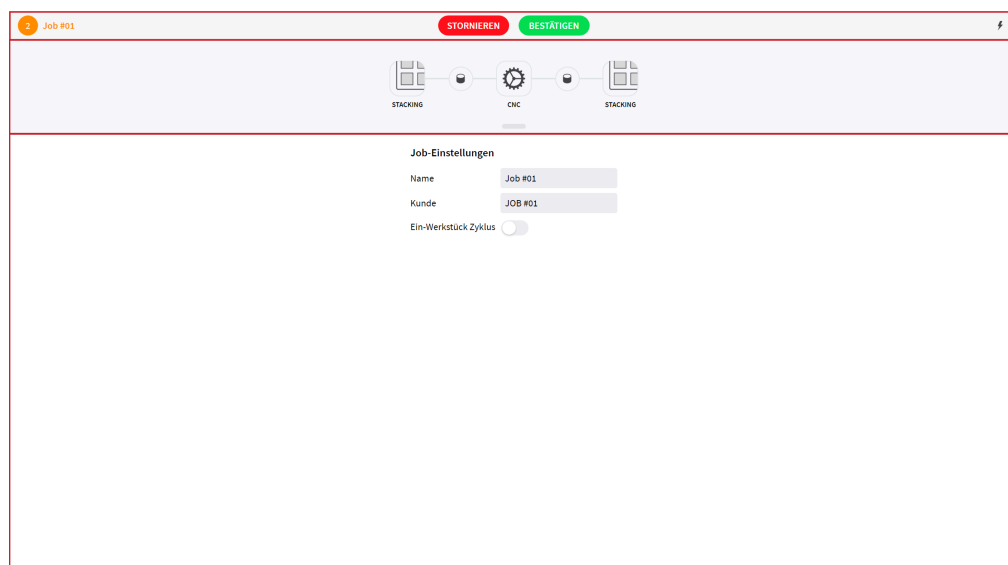 2 Job #01 STORNIEREN BESTÄTIGEN
STACKING CNC STACKING
Job-Einstellungen
Name Job #01
Kunde JOB #01
Ein-Werkstück Zyklus